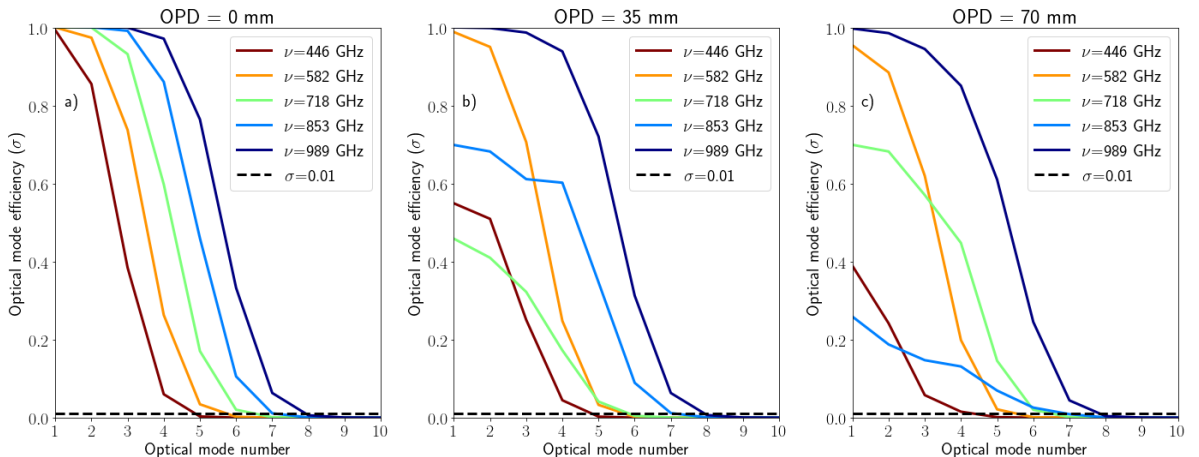 OPD = 0 mm
Optical mode efficiency (σ)
1.0
0.8
0.6
0.4
0.2
0.0
a)
ν=446 GHz
ν=582 GHz
ν=718 GHz
ν=853 GHz
ν=989 GHz
σ=0.01
1 2 3 4 5 6 7 8 9 10
Optical mode number
OPD = 35 mm
Optical mode efficiency (σ)
1.0
0.8
0.6
0.4
0.2
0.0
b)
ν=446 GHz
ν=582 GHz
ν=718 GHz
ν=853 GHz
ν=989 GHz
σ=0.01
1 2 3 4 5 6 7 8 9 10
Optical mode number
OPD = 70 mm
Optical mode efficiency (σ)
1.0
0.8
0.6
0.4
0.2
0.0
c)
ν=446 GHz
ν=582 GHz
ν=718 GHz
ν=853 GHz
ν=989 GHz
σ=0.01
1 2 3 4 5 6 7 8 9 10
Optical mode number